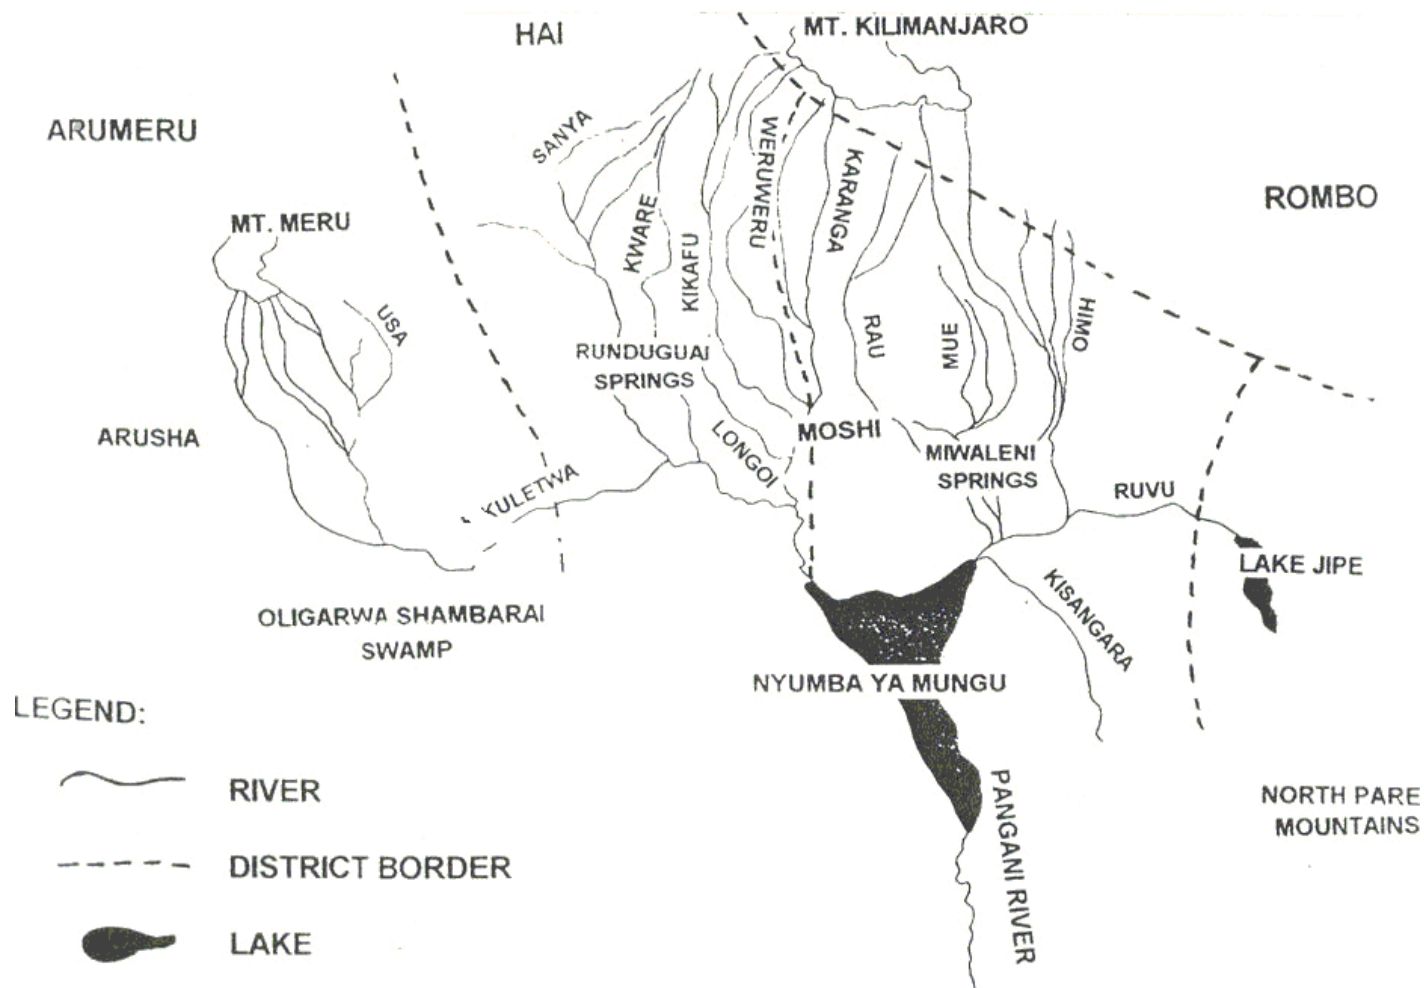 HAI
MT. KILIMANJARO
ARUMERU
SANYA
WERUWERU
KARANGA
ROMBO
MT. MERU
KWARE
KIKAFU
USA
RAU
MUE
HIMO
RUNDUGUAI
SPRINGS
ARUSHA
LONGOI
MOSHI
MIWALENI
SPRINGS
KULETWA
RUVU
LAKE JIPE
KISANGARA
OLIGARWA SHAMBARAI
SWAMP
NYUMBA YA MUNGU
LEGEND:
RIVER
DISTRICT BORDER
LAKE
PANGANI RIVER
NORTH PARE
MOUNTAINS